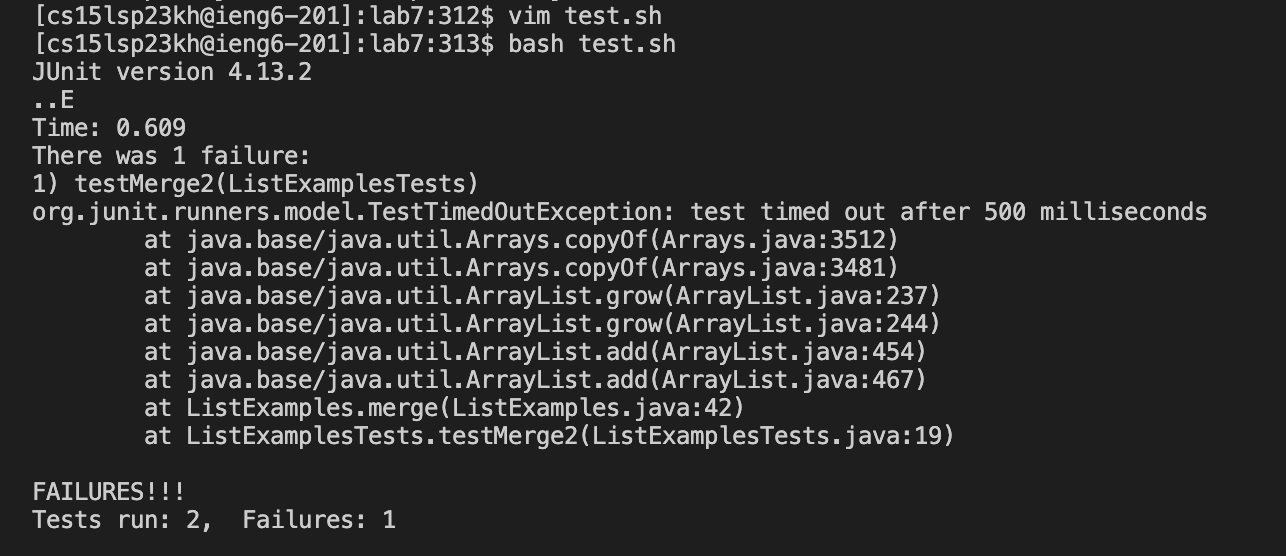 [cs15lsp23kh@ieng6-201]:lab7:312$ vim test.sh
[cs15lsp23kh@ieng6-201]:lab7:313$ bash test.sh
JUnit version 4.13.2
..E
Time: 0.609
There was 1 failure:
1) testMerge2(ListExamplesTests)
org.junit.runners.model.TestTimedOutException: test timed out after 500 milliseconds
        at java.base/java.util.Arrays.copyOf(Arrays.java:3512)
        at java.base/java.util.Arrays.copyOf(Arrays.java:3481)
        at java.base/java.util.ArrayList.grow(ArrayList.java:237)
        at java.base/java.util.ArrayList.grow(ArrayList.java:244)
        at java.base/java.util.ArrayList.add(ArrayList.java:454)
        at java.base/java.util.ArrayList.add(ArrayList.java:467)
        at ListExamples.merge(ListExamples.java:42)
        at ListExamplesTests.testMerge2(ListExamplesTests.java:19)

FAILURES!!!
Tests run: 2,  Failures: 1